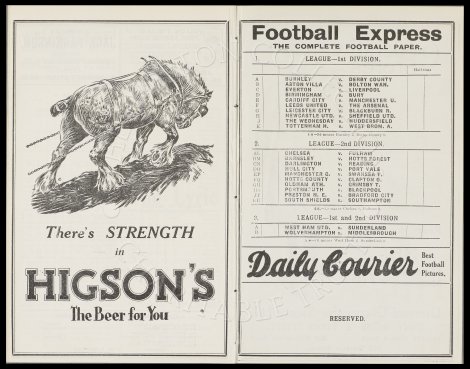 There's STRENGTH
in
HIGSON'S
The Beer for You
Football Express
THE COMPLETE FOOTBALL PAPER.
1. LEAGUE—1st DIVISION.
Half-time
A BURNLEY v. DERBY COUNTY
B ASTON VILLA v. BOLTON WAN.
C EVERTON v. LIVERPOOL
D BIRMINGHAM v. BURY
E CARDIFF CITY v. MANCHESTER U.
F LEEDS UNITED v. THE ARSENAL
G LEICESTER CITY v. BLACKBURN R.
H NEWCASTLE UTD. v. SHEFFIELD UTD.
J THE WEDNESDAY v. HUDDERSFIELD
K TOTTENHAM H. v. WEST BROM. A.
2. LEAGUE—2nd DIVISION.
CHELSEA v. FULHAM
BARNSLEY v. NOTTS FOREST
DARLINGTON v. READING
HULL CITY v. PORT VALE
MANCHESTER C. v. SWANSEA T.
NOTTS COUNTY v. CLAPTON O.
OLDHAM ATH. v. GRIMSBY T.
PORTSMOUTH v. BLACKPOOL
PRESTON N. E. v. BRADFORD CITY
SOUTH SHIELDS v. SOUTHAMPTON
3. LEAGUE—1st and 2nd DIVISION
A WEST HAM UTD. v. SUNDERLAND
B WOLVERHAMPTON v. MIDDLESBROUGH
Daily Courier Best Football Pictures.
RESERVED.